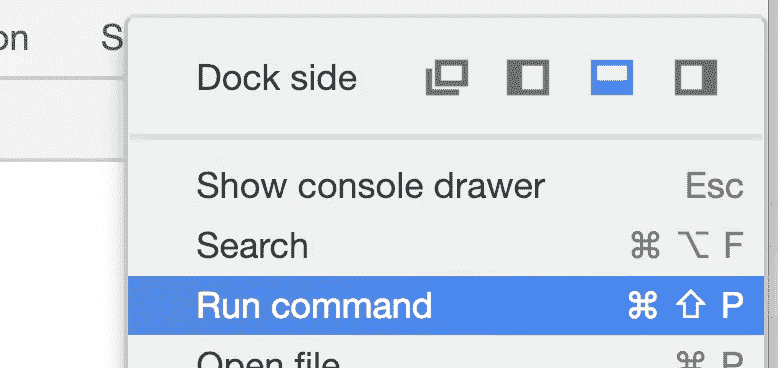 on S
Dock side
Show console drawer Esc
Search ⌘ ⌥ F
Run command ⌘ ⇧ P
Open file ⌘ P